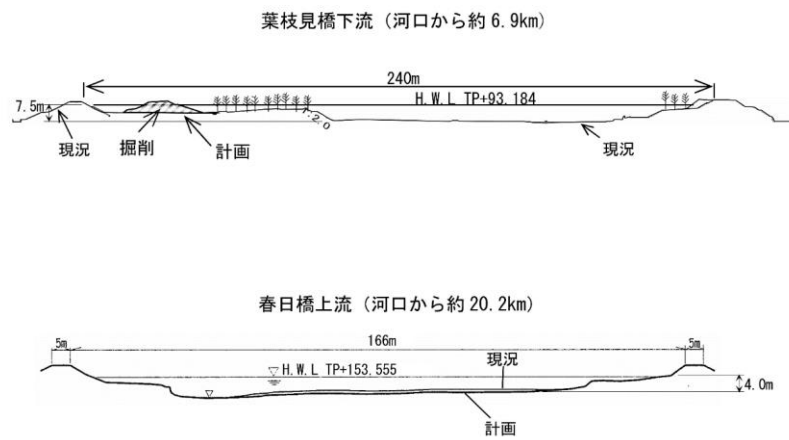 葉枝見橋下流（河口から約 6.9km）
240m
7.5m
H.W.L TP+93.184
1:2.0
現況
掘削
計画
現況
春日橋上流（河口から約 20.2km）
5m
166m
5m
H.W.L TP+153.555
現況
4.0m
計画